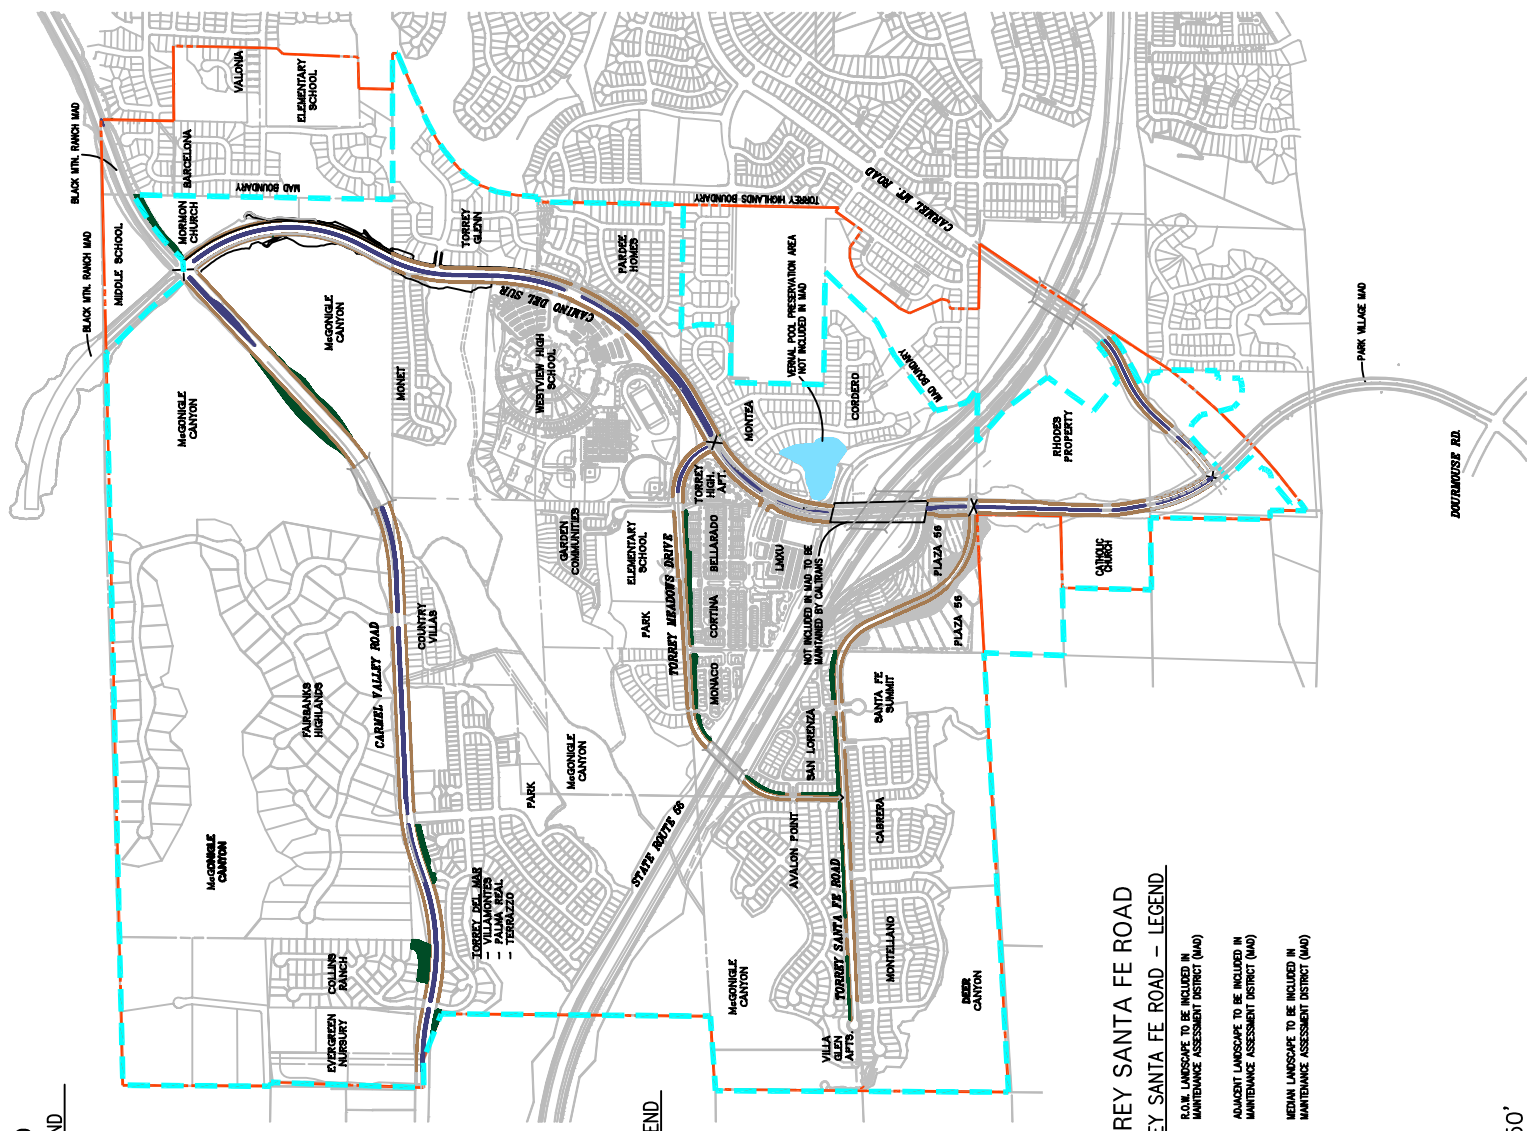 BLACK MTN. RANCH MAD
BLACK MTN. RANCH MAD
MIDDLE SCHOOL
MORMON
CHURCH
BARCELONA
VALONIA
ELEMENTARY
SCHOOL
MAD BOUNDARY
McGONIGLE
CANYON
McGONIGLE
CANYON
MONET
TORREY
GLENN
CAMINO DEL SUR
PARDEE
HOMES
WESTVIEW HIGH
SCHOOL
TORREY HIGHLANDS BOUNDARY
CARMEL MT. ROAD
VERNAL POOL PRESERVATION AREA
NOT INCLUDED IN MAD
MAD BOUNDARY
MONTEA
CORDERO
RHODES
PROPERTY
PARK VILLAGE MAD
DOURMOUSE RD.
CATHOLIC
CHURCH
PLAZA 56
PLAZA 56
NOT INCLUDED IN MAD TO BE
MAINTAINED BY CALTRANS
TORREY
HIGH.
APT.
BELLARADO
LMXU
CORTINA
MONACO
TORREY MEADOWS DRIVE
GARDEN
COMMUNITIES
ELEMENTARY
SCHOOL
PARK
COUNTRY
VILLAS
CARMEL VALLEY ROAD
FAIRBANKS
HIGHLANDS
McGONIGLE
CANYON
McGONIGLE
CANYON
PARK
STATE ROUTE 56
SAN LORENZA
SANTA FE
SUMMIT
AVALON POINT
CABRERA
TORREY SANTA FE ROAD
MONTELLANO
McGONIGLE
CANYON
DEER
CANYON
VILLA
GLEN
APTS.
TORREY DEL MAR
- VILLAMONTES
- PALMA REAL
- TERRAZZO
COLLINS
RANCH
EVERGREEN
NURSURY
REY SANTA FE ROAD
EY SANTA FE ROAD - LEGEND
R.O.W. LANDSCAPE TO BE INCLUDED IN
MAINTENANCE ASSESSMENT DISTRICT (MAD)
ADJACENT LANDSCAPE TO BE INCLUDED IN
MAINTENANCE ASSESSMENT DISTRICT (MAD)
MEDIAN LANDSCAPE TO BE INCLUDED IN
MAINTENANCE ASSESSMENT DISTRICT (MAD)
END
ND
50'